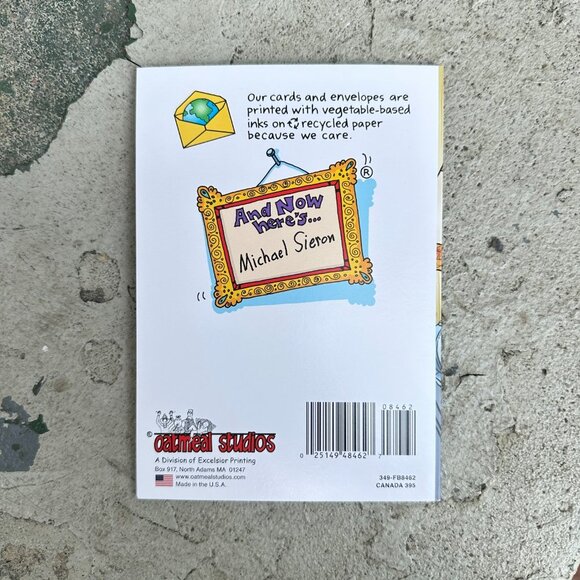 Our cards and envelopes are
printed with vegetable-based
inks on recycled paper
because we care.
®
And Now
here's...
Michael Sieron
08462
© oatmeal studios
A Division of Excelsior Printing
Box 917, North Adams MA 01247
www.oatmealstudios.com
Made in the U.S.A.
0 25149 48462 7
349-FB8462
CANADA 395